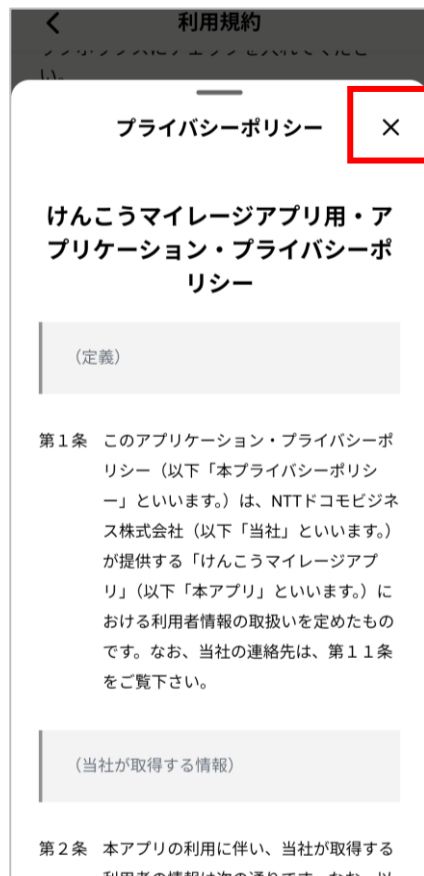 利用規約
プライバシーポリシー
けんこうマイレージアプリ用・ア
プリケーション・プライバシーポ
リシー
（定義）
第１条 このアプリケーション・プライバシーポ
リシー（以下「本プライバシーポリシ
ー」といいます。）は、NTTドコモビジネ
ス株式会社（以下「当社」といいます。）
が提供する「けんこうマイレージアプ
リ」（以下「本アプリ」といいます。）に
おける利用者情報の取扱いを定めたもの
です。なお、当社の連絡先は、第１１条
をご覧下さい。
（当社が取得する情報）
第２条 本アプリの利用に伴い、当社が取得する